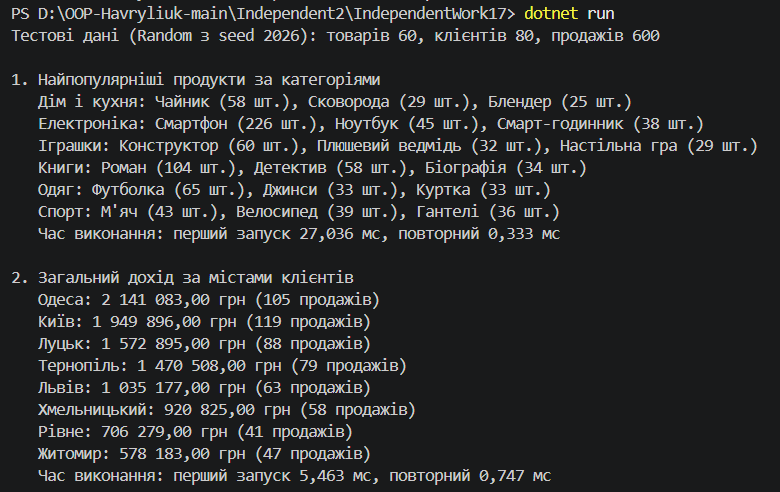 PS D:\OOP-Havryliuk-main\Independent2\IndependentWork17> dotnet run
Тестові дані (Random з seed 2026): товарів 60, клієнтів 80, продажів 600
1. Найпопулярніші продукти за категоріями
Дім і кухня: Чайник (58 шт.), Сковорода (29 шт.), Блендер (25 шт.)
Електроніка: Смартфон (226 шт.), Ноутбук (45 шт.), Смарт-годинник (38 шт.)
Іграшки: Конструктор (60 шт.), Плюшевий ведмідь (32 шт.), Настільна гра (29 шт.)
Книги: Роман (104 шт.), Детектив (58 шт.), Біографія (34 шт.)
Одяг: Футболка (65 шт.), Джинси (33 шт.), Куртка (33 шт.)
Спорт: М'яч (43 шт.), Велосипед (39 шт.), Гантелі (36 шт.)
Час виконання: перший запуск 27,036 мс, повторний 0,333 мс
2. Загальний дохід за містами клієнтів
Одеса: 2 141 083,00 грн (105 продажів)
Київ: 1 949 896,00 грн (119 продажів)
Луцьк: 1 572 895,00 грн (88 продажів)
Тернопіль: 1 470 508,00 грн (79 продажів)
Львів: 1 035 177,00 грн (63 продажів)
Хмельницький: 920 825,00 грн (58 продажів)
Рівне: 706 279,00 грн (41 продажів)
Житомир: 578 183,00 грн (47 продажів)
Час виконання: перший запуск 5,463 мс, повторний 0,747 мс